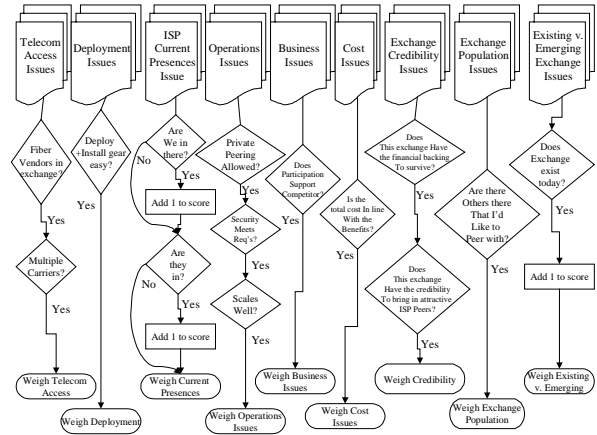 Telecom
Access
Issues
Fiber
Vendors in
exchange?
Yes
Multiple
Carriers?
Yes
Weigh Telecom
Access
Deployment
Issues
Deploy
+Install gear
easy?
Yes
Weigh Deployment
ISP
Current
Presences
Issue
Are
We in
there?
No
Yes
Add 1 to score
Are
they
in?
No
Yes
Add 1 to score
Weigh Current
Presences
Operations
Issues
Private
Peering
Allowed?
Yes
Security
Meets
Req's?
Yes
Scales
Well?
Yes
Weigh Operations
Issues
Business
Issues
Does
Participation
Support
Competitor?
Yes
Weigh Business
Issues
Cost
Issues
Is the
total cost In line
With the
Benefits?
Yes
Weigh Cost
Issues
Exchange
Credibility
Issues
Does
This exchange Have
the financial backing
To survive?
Yes
Does
This exchange
Have the credibility
To bring in attractive
ISP Peers?
Yes
Weigh Credibility
Exchange
Population
Issues
Are there
Others there
That I'd
Like to
Peer with?
Yes
Weigh Exchange
Population
Existing v.
Emerging
Exchange Issues
Does
Exchange
exist
today?
Yes
Add 1 to score
Weigh Existing
v. Emerging